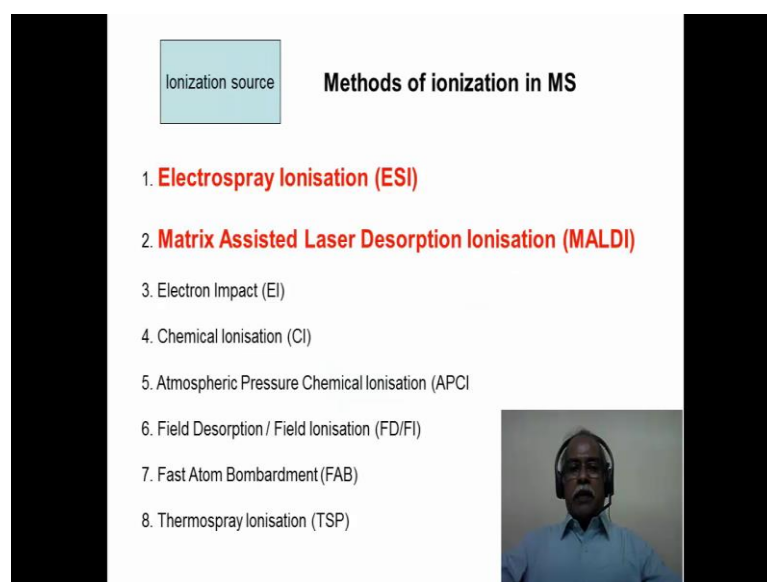 Ionization source
Methods of ionization in MS
1. Electrospray Ionisation (ESI)
2. Matrix Assisted Laser Desorption Ionisation (MALDI)
3. Electron Impact (EI)
4. Chemical Ionisation (CI)
5. Atmospheric Pressure Chemical Ionisation (APCI
6. Field Desorption / Field Ionisation (FD/FI)
7. Fast Atom Bombardment (FAB)
8. Thermospray Ionisation (TSP)